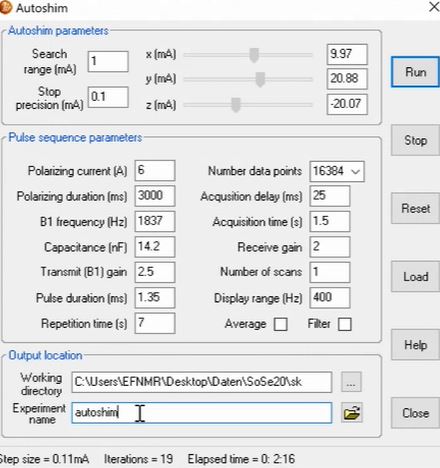 Autoshim
Autoshim parameters
Search range (mA) 1
Stop precision (mA) 0.1
x (mA) 9.97
y (mA) 20.88
z (mA) -20.07
Run
Stop
Reset
Load
Help
Close
Pulse sequence parameters
Polarizing current (A) 6
Number data points 16384
Polarizing duration (ms) 3000
Acqusition delay (ms) 25
B1 frequency (Hz) 1837
Acquisition time (s) 1.5
Capacitance (nF) 14.2
Receive gain 2
Transmit (B1) gain 2.5
Number of scans 1
Pulse duration (ms) 1.35
Display range (Hz) 400
Repetition time (s) 7
Average Filter
Output location
Working directory C:\Users\EFNMR\Desktop\Daten\SoSe20\sk ...
Experiment name autoshim
Step size = 0.11mA Iterations = 19 Elapsed time = 0: 2:16